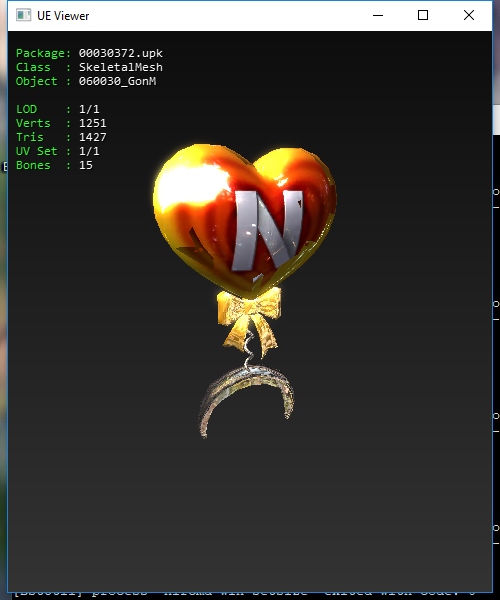 UE Viewer
Package: 00030372.upk
Class : SkeletalMesh
Object : 060030_GonM
LOD : 1/1
Verts : 1251
Tris : 1427
UV Set : 1/1
Bones : 15
N